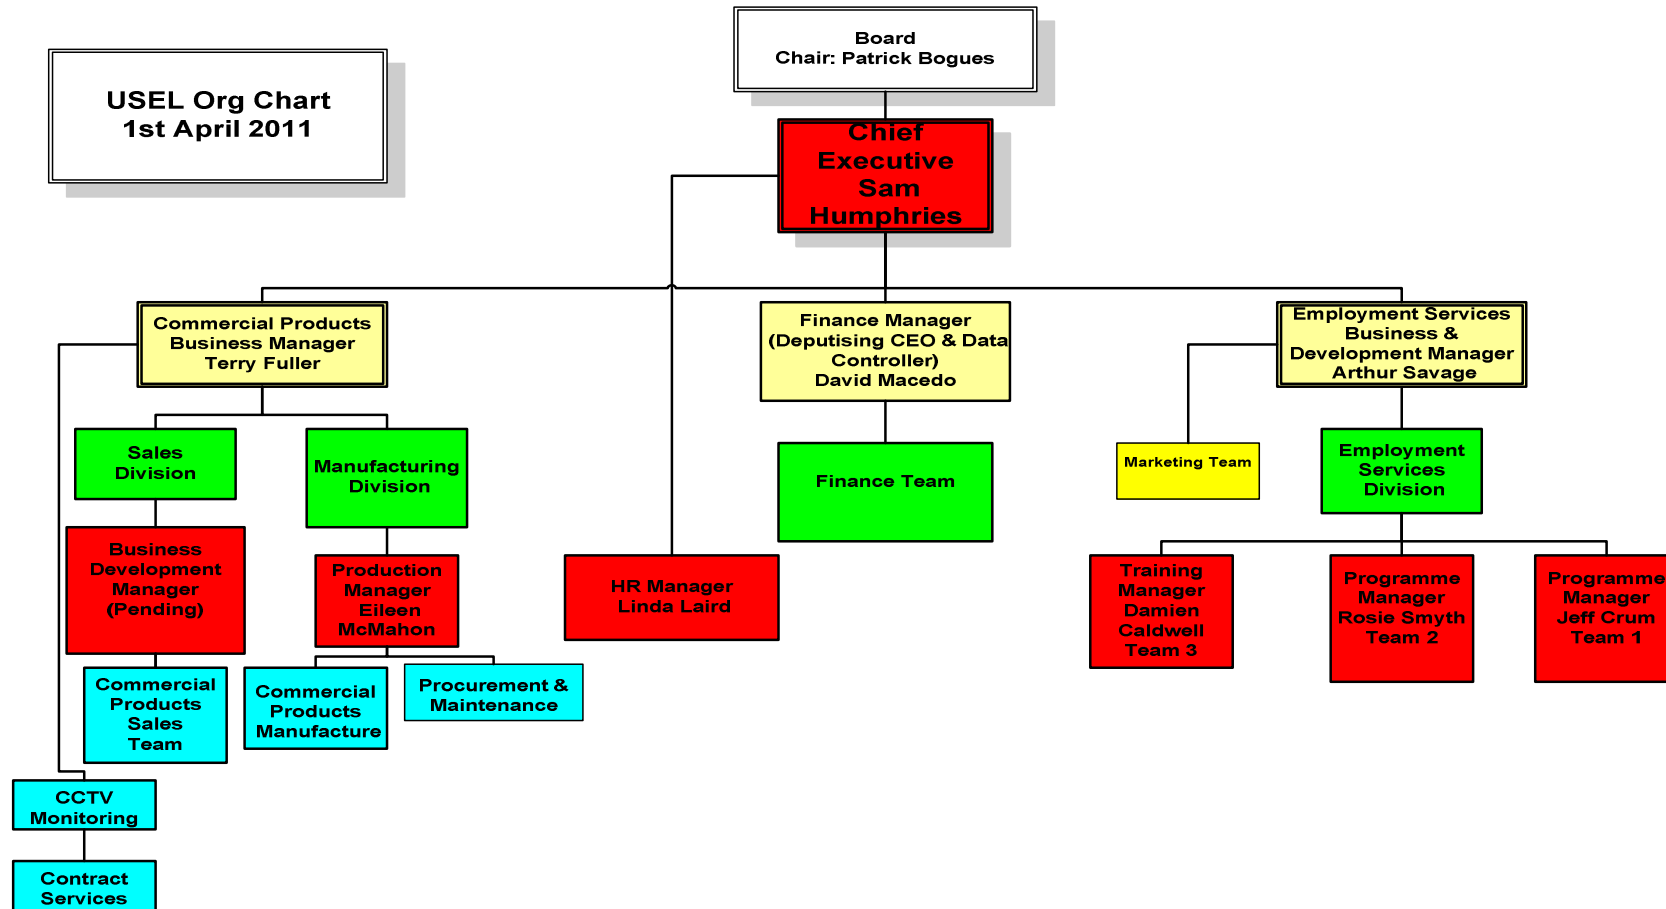 Board
Chair: Patrick Bogues
USEL Org Chart
1st April 2011
Chief
Executive
Sam
Humphries
Commercial Products
Business Manager
Terry Fuller
Finance Manager
(Deputising CEO & Data
Controller)
David Macedo
Employment Services
Business &
Development Manager
Arthur Savage
Sales
Division
Manufacturing
Division
Finance Team
Marketing Team
Employment
Services
Division
Business
Development
Manager
(Pending)
Production
Manager
Eileen
McMahon
HR Manager
Linda Laird
Training
Manager
Damien
Caldwell
Team 3
Programme
Manager
Rosie Smyth
Team 2
Programme
Manager
Jeff Crum
Team 1
Commercial
Products
Sales
Team
Commercial
Products
Manufacture
Procurement &
Maintenance
CCTV
Monitoring
Contract
Services